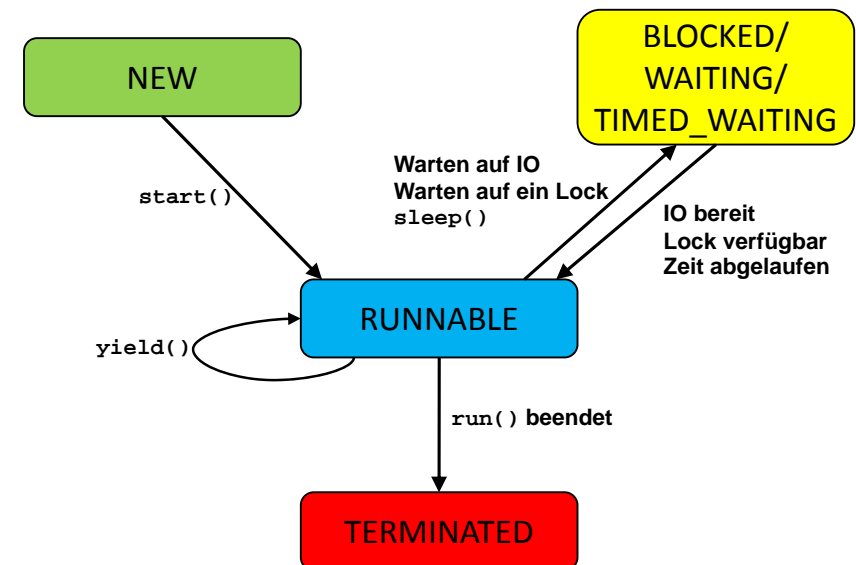 NEW
BLOCKED/
WAITING/
TIMED_WAITING
start()
Warten auf IO
Warten auf ein Lock
sleep()
IO bereit
Lock verfügbar
Zeit abgelaufen
RUNNABLE
yield()
run() beendet
TERMINATED